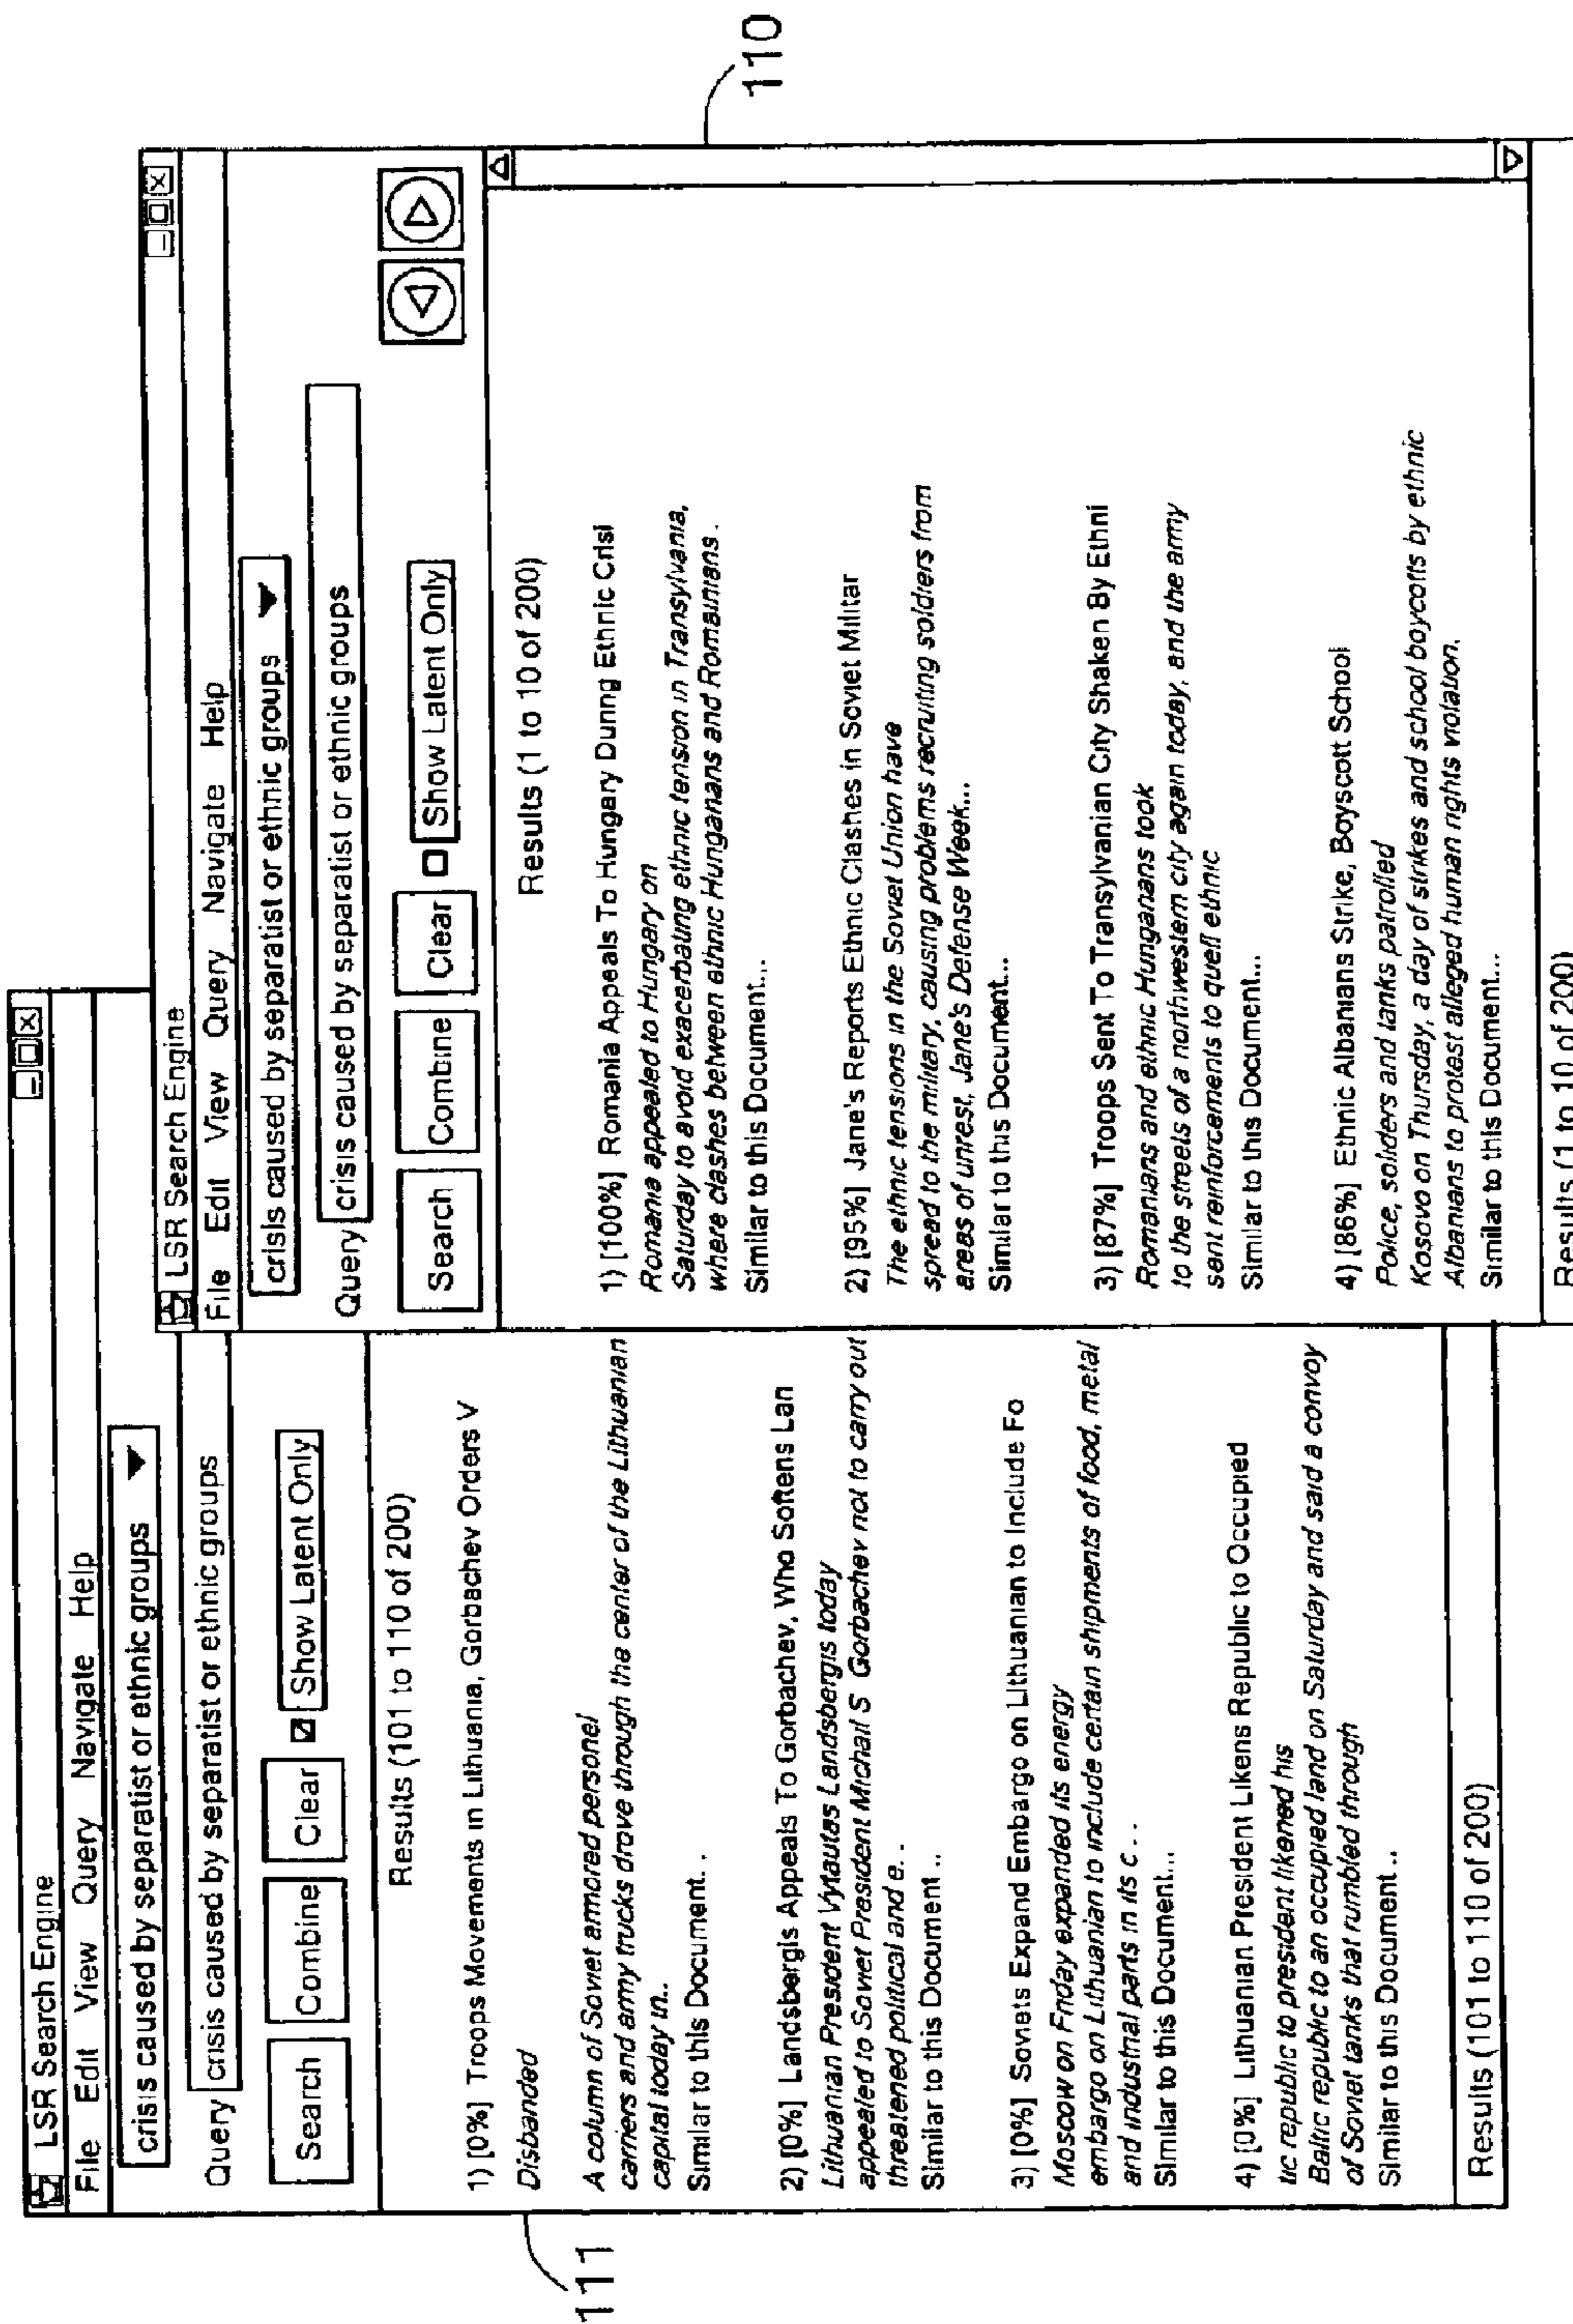 LSR Search Engine
File Edit View Query Navigate Help
crisis caused by separatist or ethnic groups
Query crisis caused by separatist or ethnic groups
Search Combine Clear Show Latent Only
Results (101 to 110 of 200)
1) [0%] Troops Movements in Lithuania, Gorbachev Orders V
Disbanded
A column of Soviet armored personel
carriers and army trucks drove through the center of the Lithuanian
capital today in..
Similar to this Document. .
2) [0%] Landsbergis Appeals To Gorbachev, Who Softens Lan
Lithuanian President Vytautas Landsbergis today
appealed to Soviet President Michail S Gorbachev not to carry out
threatened political and e. .
Similar to this Document ..
3) [0%] Soviets Expand Embargo on Lithuanian to Include Fo
Moscow on Friday expanded its energy
embargo on Lithuanian to include certain shipments of food, metal
and industrial parts in its c . . .
Similar to this Document...
4) [0%] Lithuanian President Likens Republic to Occupied
tic republic to president likened his
Baltic republic to an occupied land on Saturday and said a convoy
of Soviet tanks that rumbled through
Similar to this Document . .
Results (101 to 110 of 200)
111
LSR Search Engine
File Edit View Query Navigate Help
crisis caused by separatist or ethnic groups
Query crisis caused by separatist or ethnic groups
Search Combine Clear Show Latent Only
Results (1 to 10 of 200)
1) [100%] Romania Appeals To Hungary During Ethnic Crisi
Romania appealed to Hungary on
Saturday to avoid exacerbating ethnic tension in Transylvania,
where clashes between ethnic Hungarians and Romainians .
Similar to this Document...
2) [95%] Jane's Reports Ethnic Clashes in Soviet Militar
The ethnic tensions in the Soviet Union have
spread to the military, causing problems recruiting soldiers from
areas of unrest, Jane's Defense Week...
Similar to this Document...
3) [87%] Troops Sent To Transylvanian City Shaken By Ethni
Romanians and ethnic Hunganans took
to the streets of a northwestern city again today, and the army
sent reinforcements to quell ethnic
Similar to this Document...
4) [86%] Ethnic Albanians Strike, Boyscott School
Police, soliders and tanks patrolled
Kosovo on Thursday, a day of strikes and school boycotts by ethnic
Albanians to protest alleged human rights violation.
Similar to this Document...
Results (1 to 10 of 200)
110